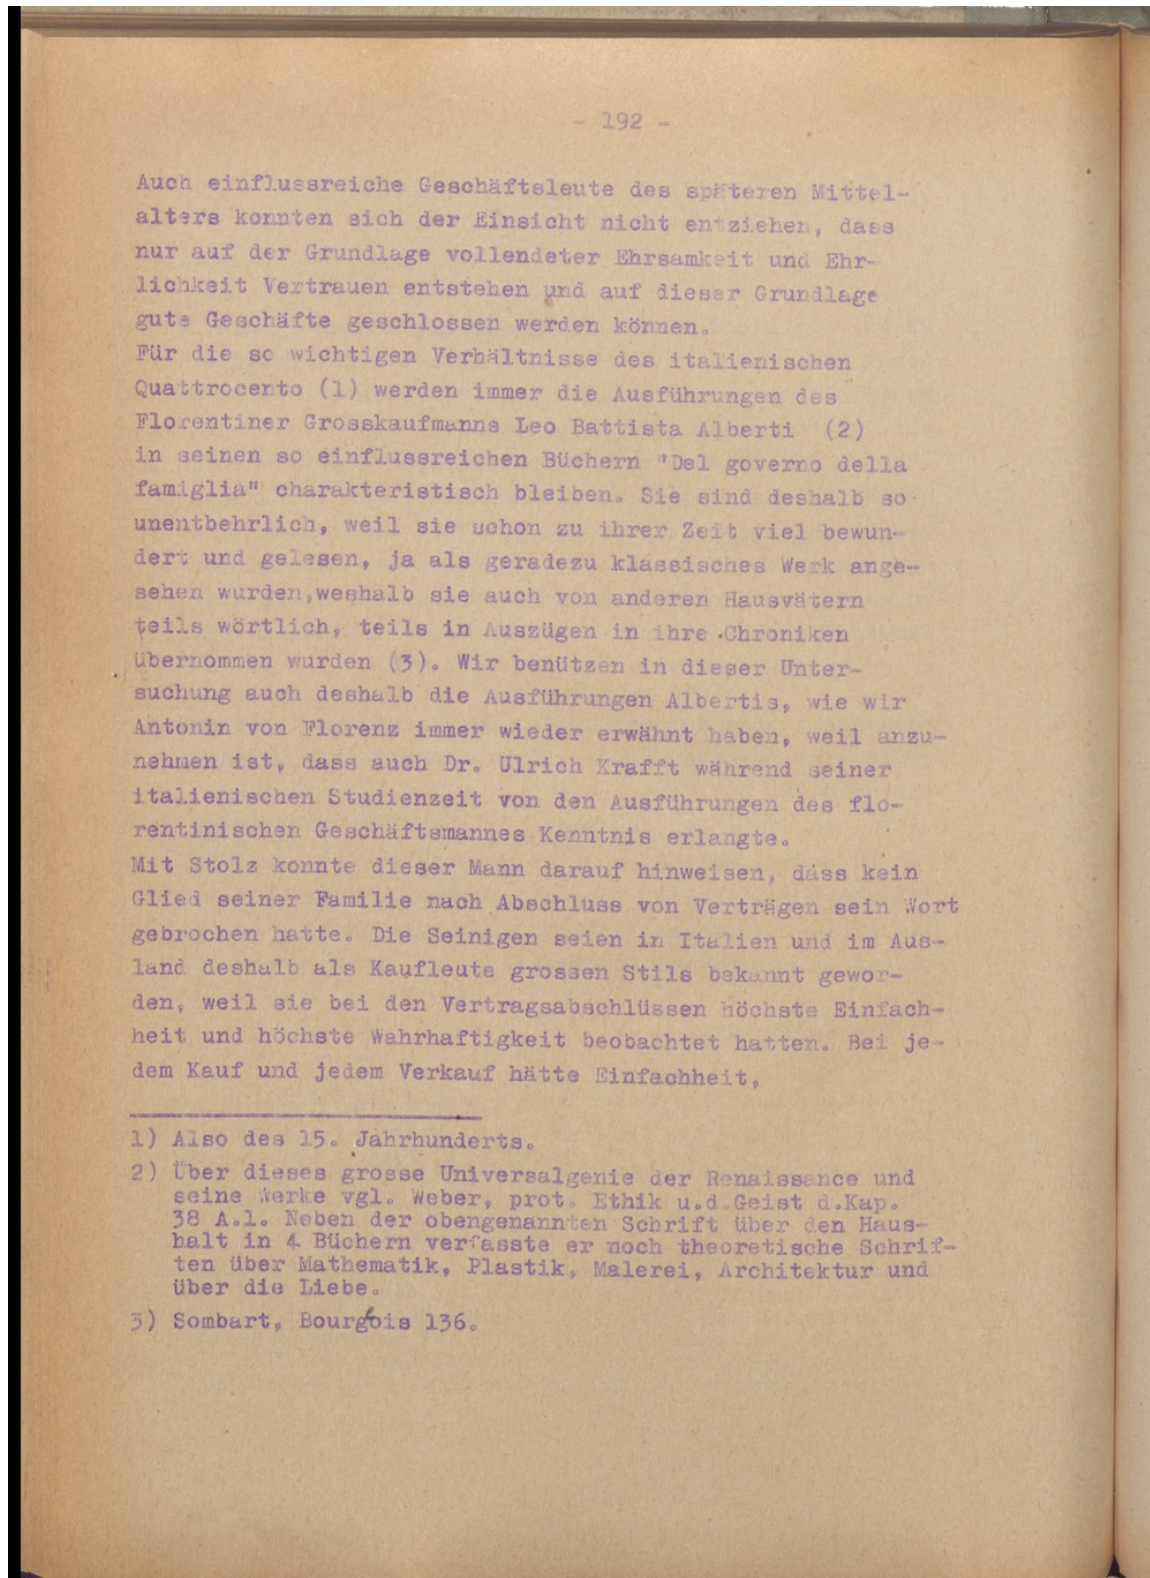 - 192 -
Auch einflussreiche Geschäftsleute des späteren Mittel-
alters konnten sich der Einsicht nicht entziehen, dass
nur auf der Grundlage vollendeter Ehrsamkeit und Ehr-
lichkeit Vertrauen entstehen und auf dieser Grundlage
gute Geschäfte geschlossen werden können.
Für die so wichtigen Verhältnisse des italienischen
Quattrocento (1) werden immer die Ausführungen des
Florentiner Grosskaufmanns Leo Battista Alberti (2)
in seinen so einflussreichen Büchern "Del governo della
famiglia" charakteristisch bleiben. Sie sind deshalb so
unentbehrlich, weil sie schon zu ihrer Zeit viel bewun-
dert und gelesen, ja als geradezu klassisches Werk ange-
sehen wurden,weshalb sie auch von anderen Hausvätern
teils wörtlich, teils in Auszügen in ihre Chroniken
übernommen wurden (3). Wir benützen in dieser Unter-
suchung auch deshalb die Ausführungen Albertis, wie wir
Antonin von Florenz immer wieder erwähnt haben, weil anzu-
nehmen ist, dass auch Dr. Ulrich Krafft während seiner
italienischen Studienzeit von den Ausführungen des flo-
rentinischen Geschäftsmannes Kenntnis erlangte.
Mit Stolz konnte dieser Mann darauf hinweisen, dass kein
Glied seiner Familie nach Abschluss von Verträgen sein Wort
gebrochen hatte. Die Seinigen seien in Italien und im Aus-
land deshalb als Kaufleute grossen Stils bekannt gewor-
den, weil sie bei den Vertragsabschlüssen höchste Einfach-
heit und höchste Wahrhaftigkeit beobachtet hatten. Bei je-
dem Kauf und jedem Verkauf hätte Einfachheit,
1) Also des 15. Jahrhunderts.
2) Über dieses grosse Universalgenie der Renaissance und
seine Werke vgl. Weber, prot. Ethik u.d.Geist d.Kap.
38 A.1. Neben der obengenannten Schrift über den Haus-
halt in 4 Büchern verfasste er noch theoretische Schrif-
ten über Mathematik, Plastik, Malerei, Architektur und
über die Liebe.
3) Sombart, Bourgeois 136.